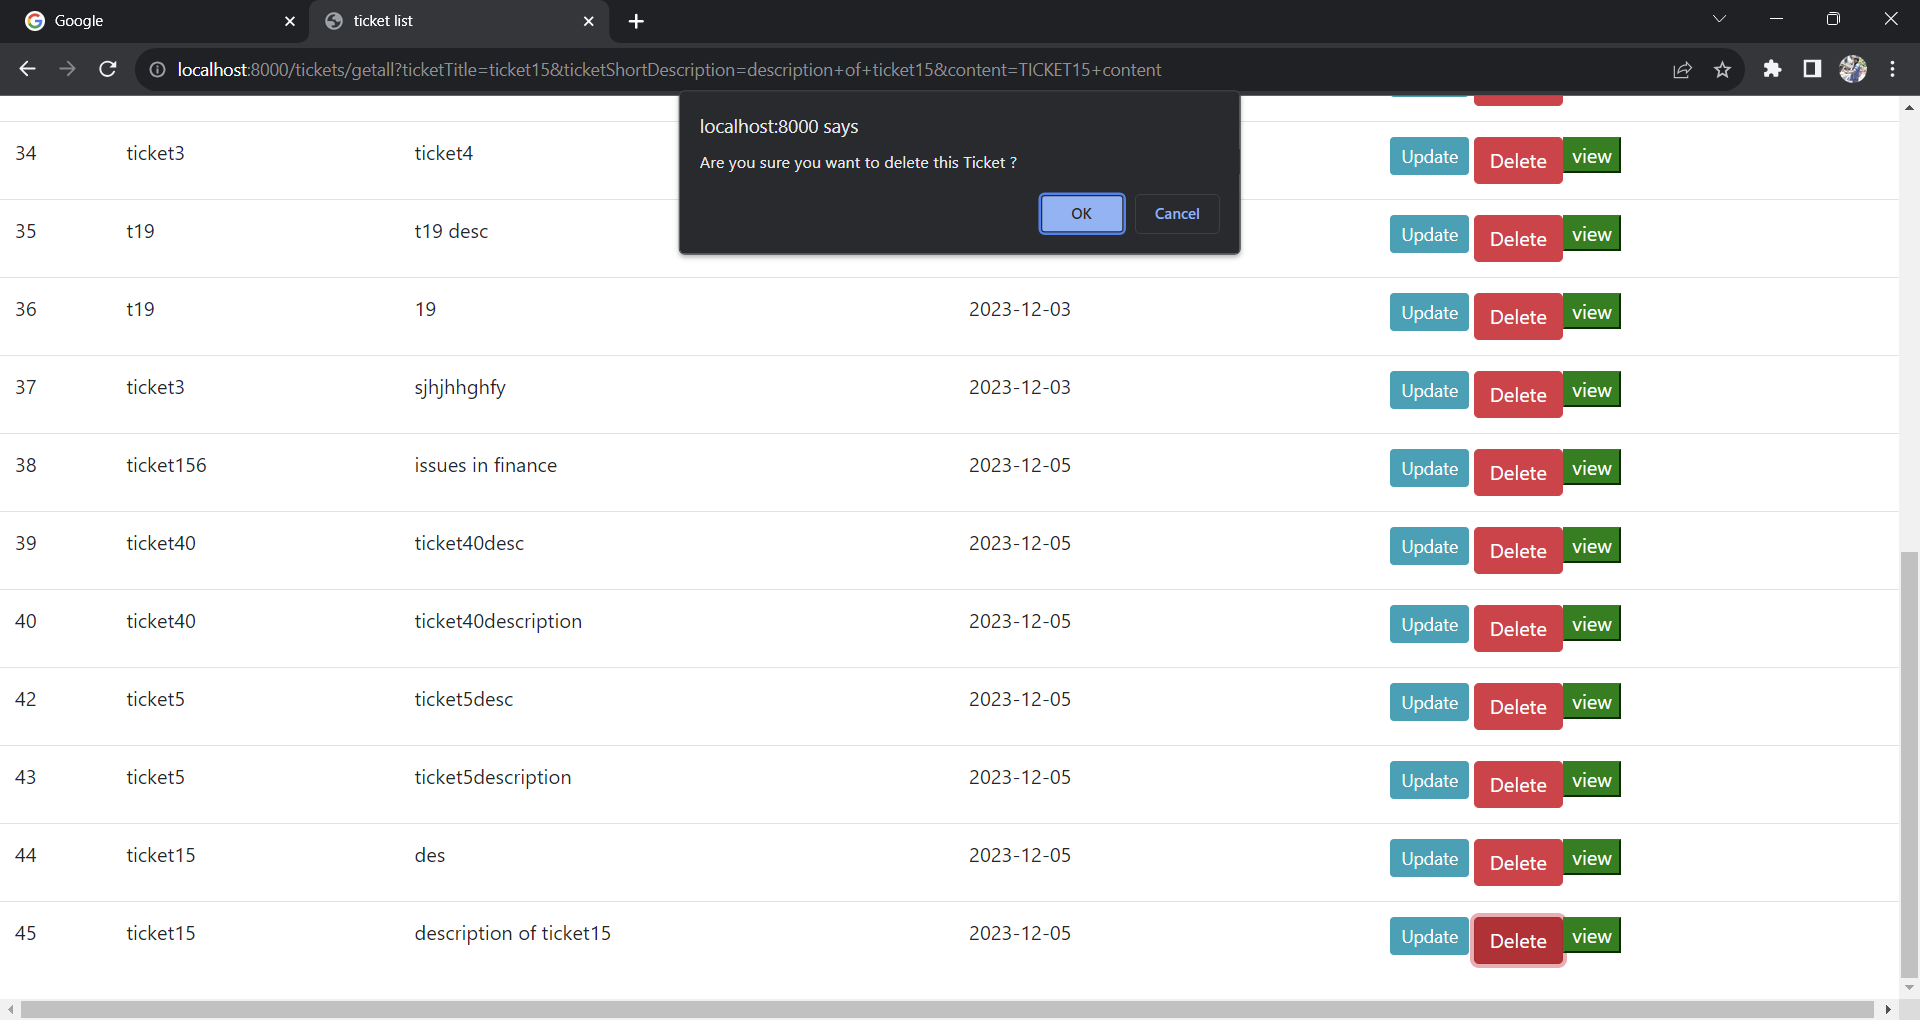 Google
ticket list
localhost:8000/tickets/getall?ticketTitle=ticket15&ticketShortDescription=description+of+ticket15&content=TICKET15+content
localhost:8000 says
Are you sure you want to delete this Ticket ?
OK Cancel
34 ticket3 ticket4 Update Delete view
35 t19 t19 desc Update Delete view
36 t19 19 2023-12-03 Update Delete view
37 ticket3 sjhjhhghfy 2023-12-03 Update Delete view
38 ticket156 issues in finance 2023-12-05 Update Delete view
39 ticket40 ticket40desc 2023-12-05 Update Delete view
40 ticket40 ticket40description 2023-12-05 Update Delete view
42 ticket5 ticket5desc 2023-12-05 Update Delete view
43 ticket5 ticket5description 2023-12-05 Update Delete view
44 ticket15 des 2023-12-05 Update Delete view
45 ticket15 description of ticket15 2023-12-05 Update Delete view